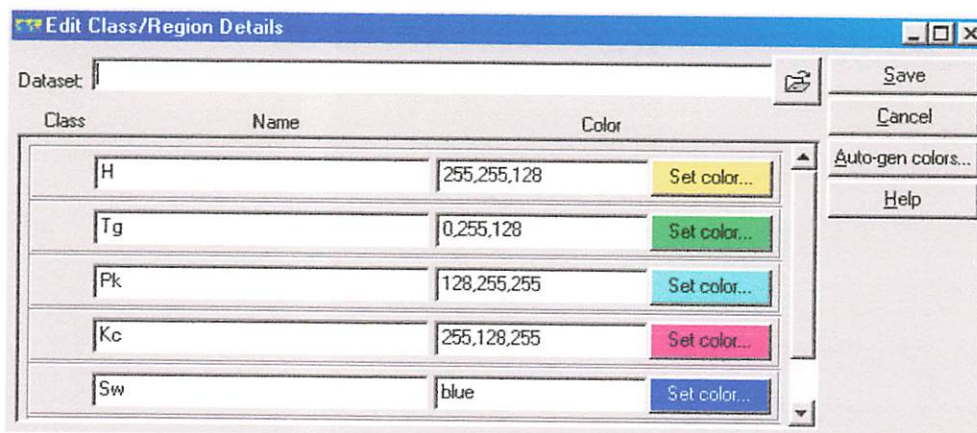 Edit Class/Region Details
Dataset:
Save
Class Name Color
Cancel
H 255,255,128 Set color...
Auto-gen colors...
Tg 0,255,128 Set color...
Help
Pk 128,255,255 Set color...
Kc 255,128,255 Set color...
Sw blue Set color...